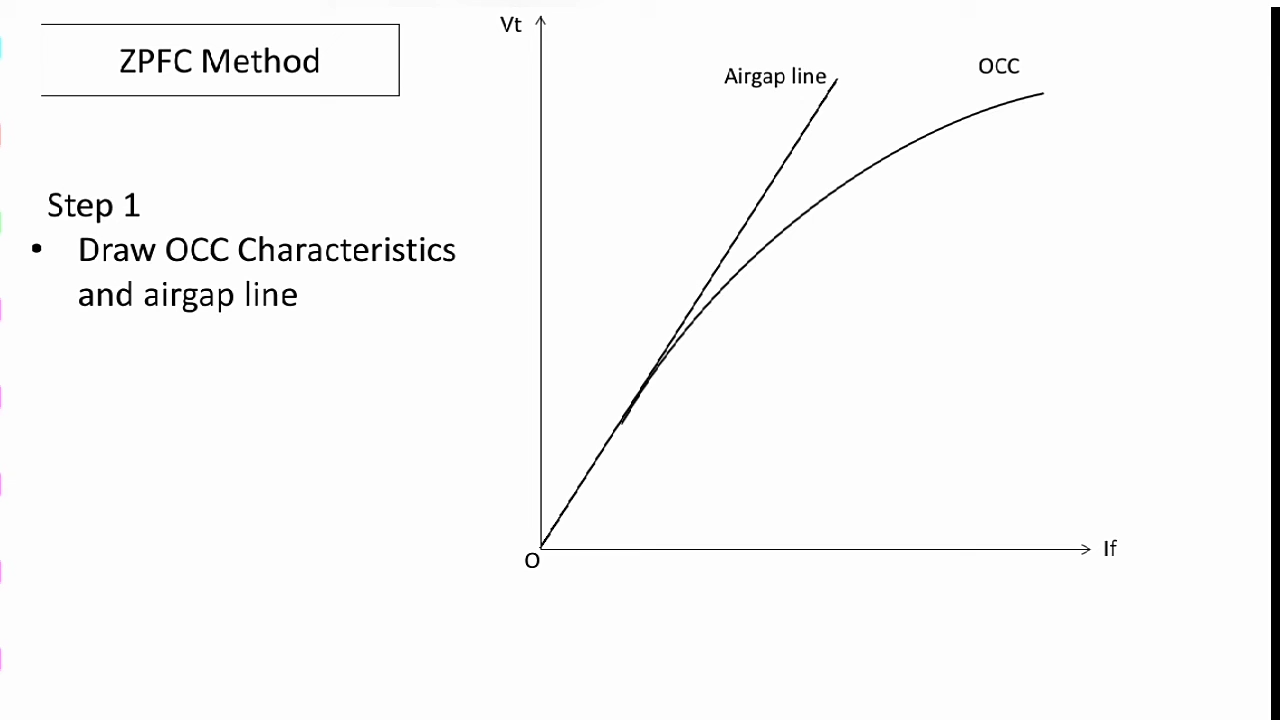 ZPFC Method
Step 1
• Draw OCC Characteristics
and airgap line
Vt
Airgap line
OCC
O
If